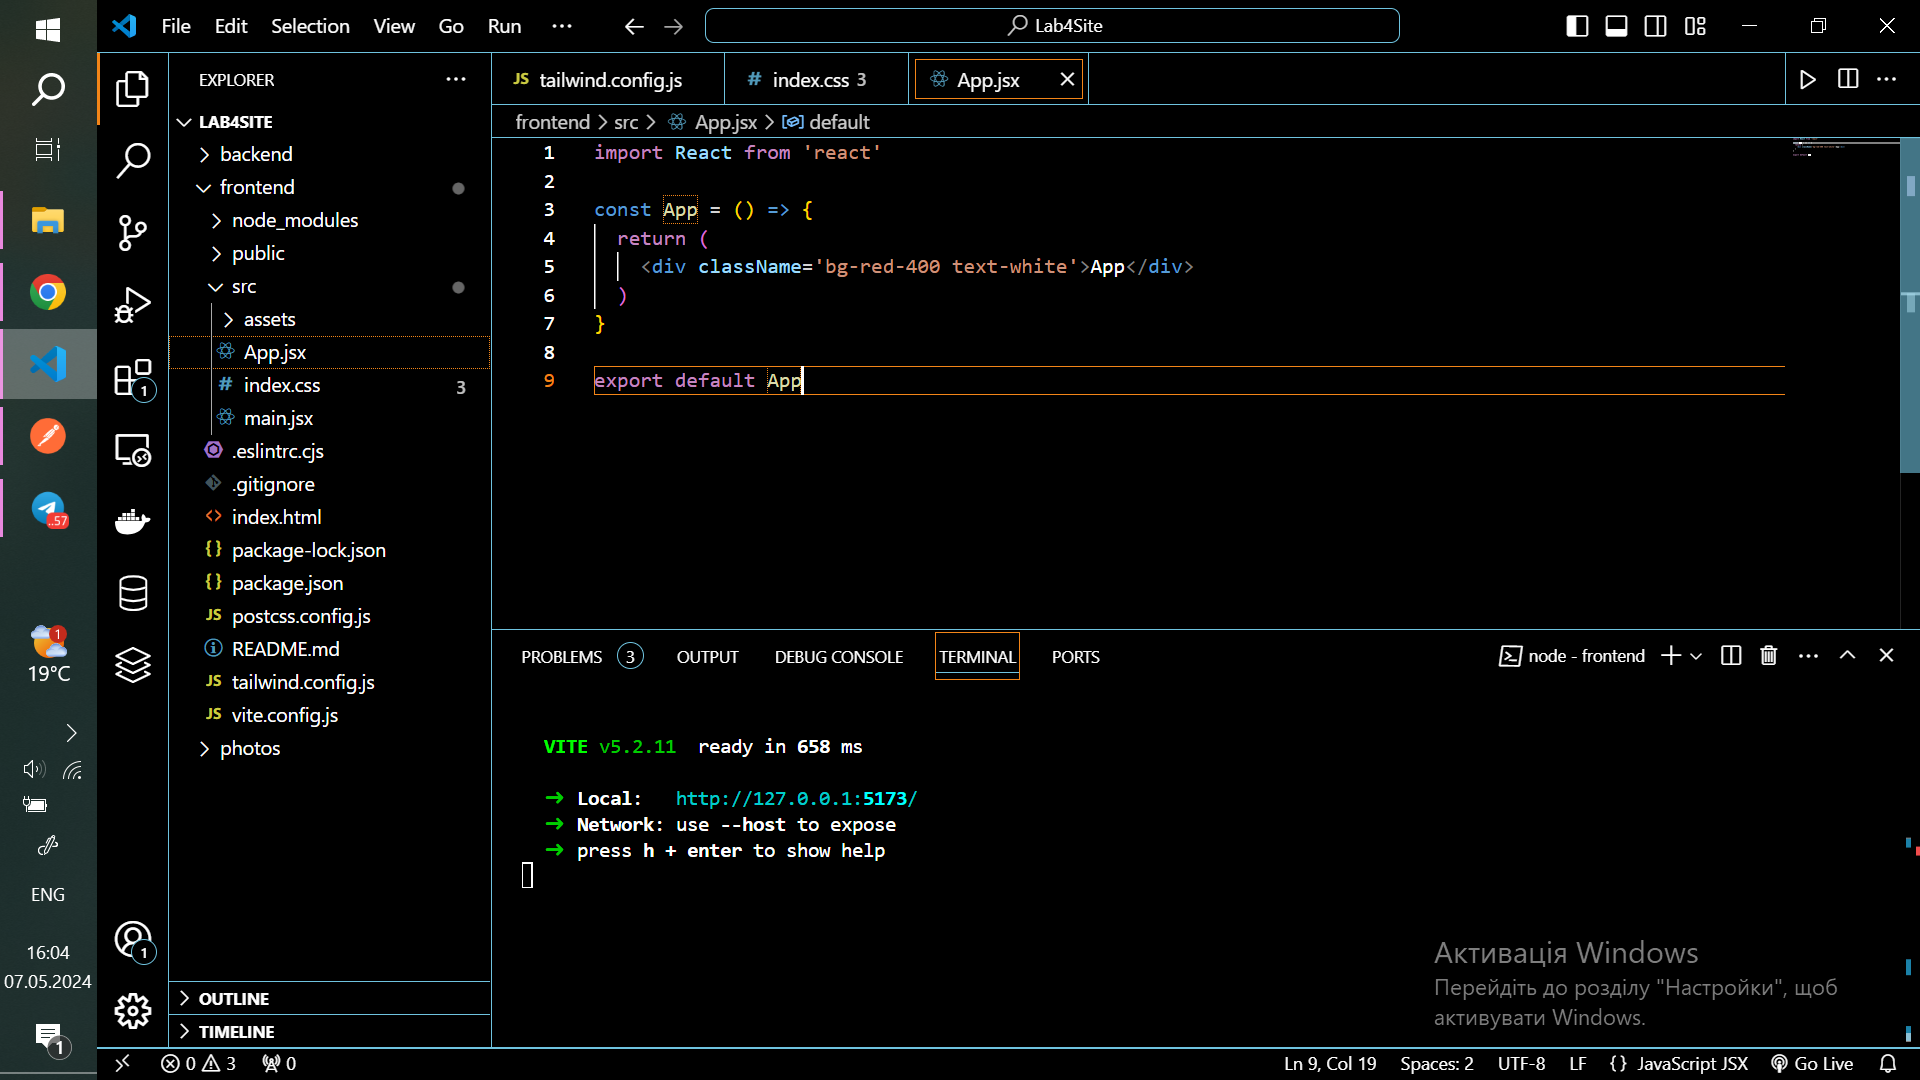 File Edit Selection View Go Run ···
Lab4Site
EXPLORER
LAB4SITE
backend
frontend
node_modules
public
src
assets
App.jsx
index.css 3
main.jsx
.eslintrc.cjs
.gitignore
index.html
package-lock.json
package.json
postcss.config.js
README.md
tailwind.config.js
vite.config.js
photos
OUTLINE
TIMELINE
JS tailwind.config.js
# index.css 3
App.jsx
frontend > src > App.jsx > default
1 import React from 'react'
2
3 const App = () => {
4 return (
5 <div className='bg-red-400 text-white'>App</div>
6 )
7 }
8
9 export default App
PROBLEMS 3 OUTPUT DEBUG CONSOLE TERMINAL PORTS
node - frontend
VITE v5.2.11 ready in 658 ms
➜ Local: http://127.0.0.1:5173/
➜ Network: use --host to expose
➜ press h + enter to show help
Активація Windows
Перейдіть до розділу "Настройки", щоб
активувати Windows.
0 3 0
Ln 9, Col 19 Spaces: 2 UTF-8 LF {} JavaScript JSX Go Live
1
1
..57
1
19°C
ENG
16:04
07.05.2024
1